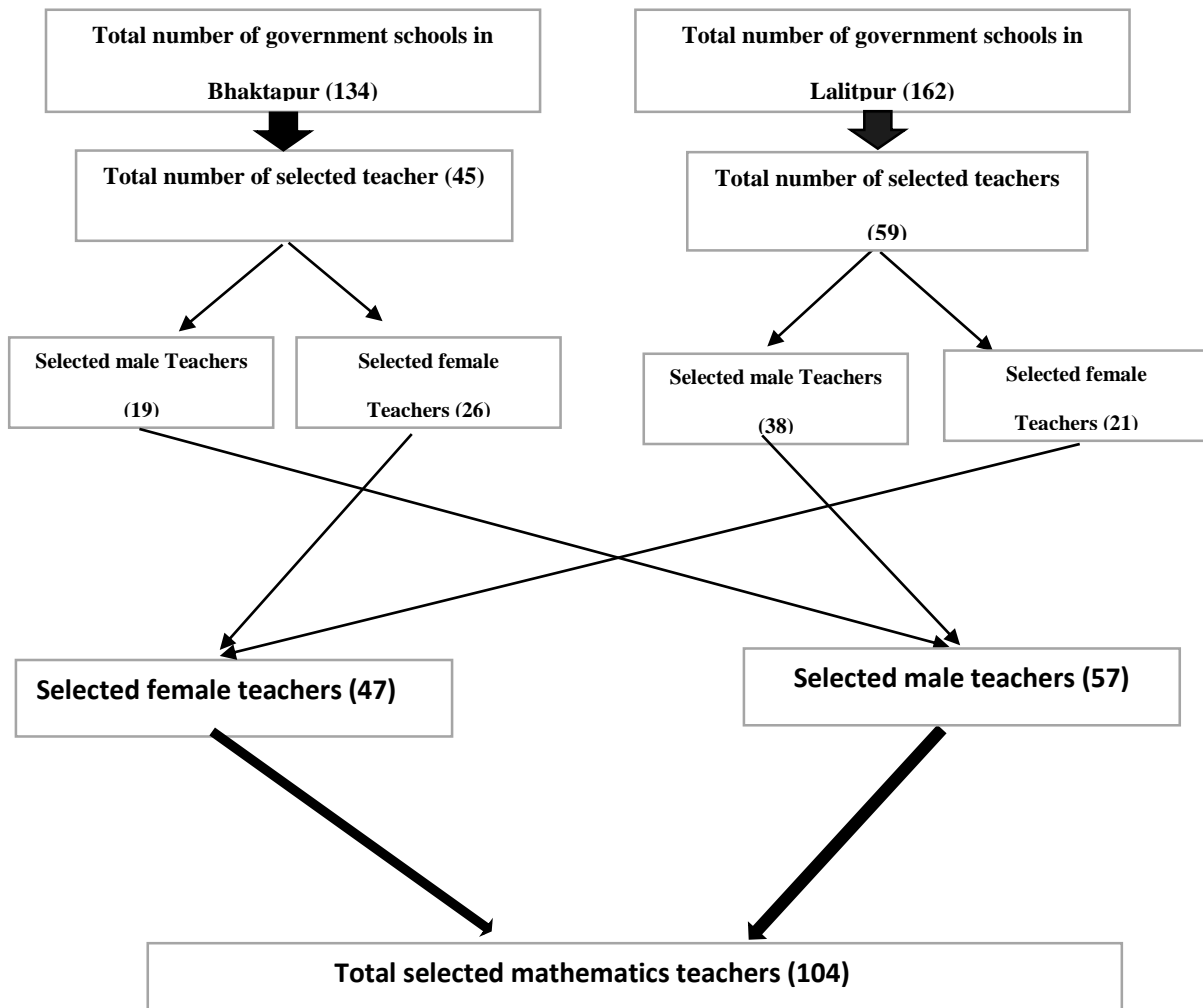 Total number of government schools in
Bhaktapur (134)
Total number of government schools in
Lalitpur (162)
Total number of selected teacher (45)
Total number of selected teachers
(59)
Selected male Teachers
(19)
Selected female
Teachers (26)
Selected male Teachers
(38)
Selected female
Teachers (21)
Selected female teachers (47)
Selected male teachers (57)
Total selected mathematics teachers (104)